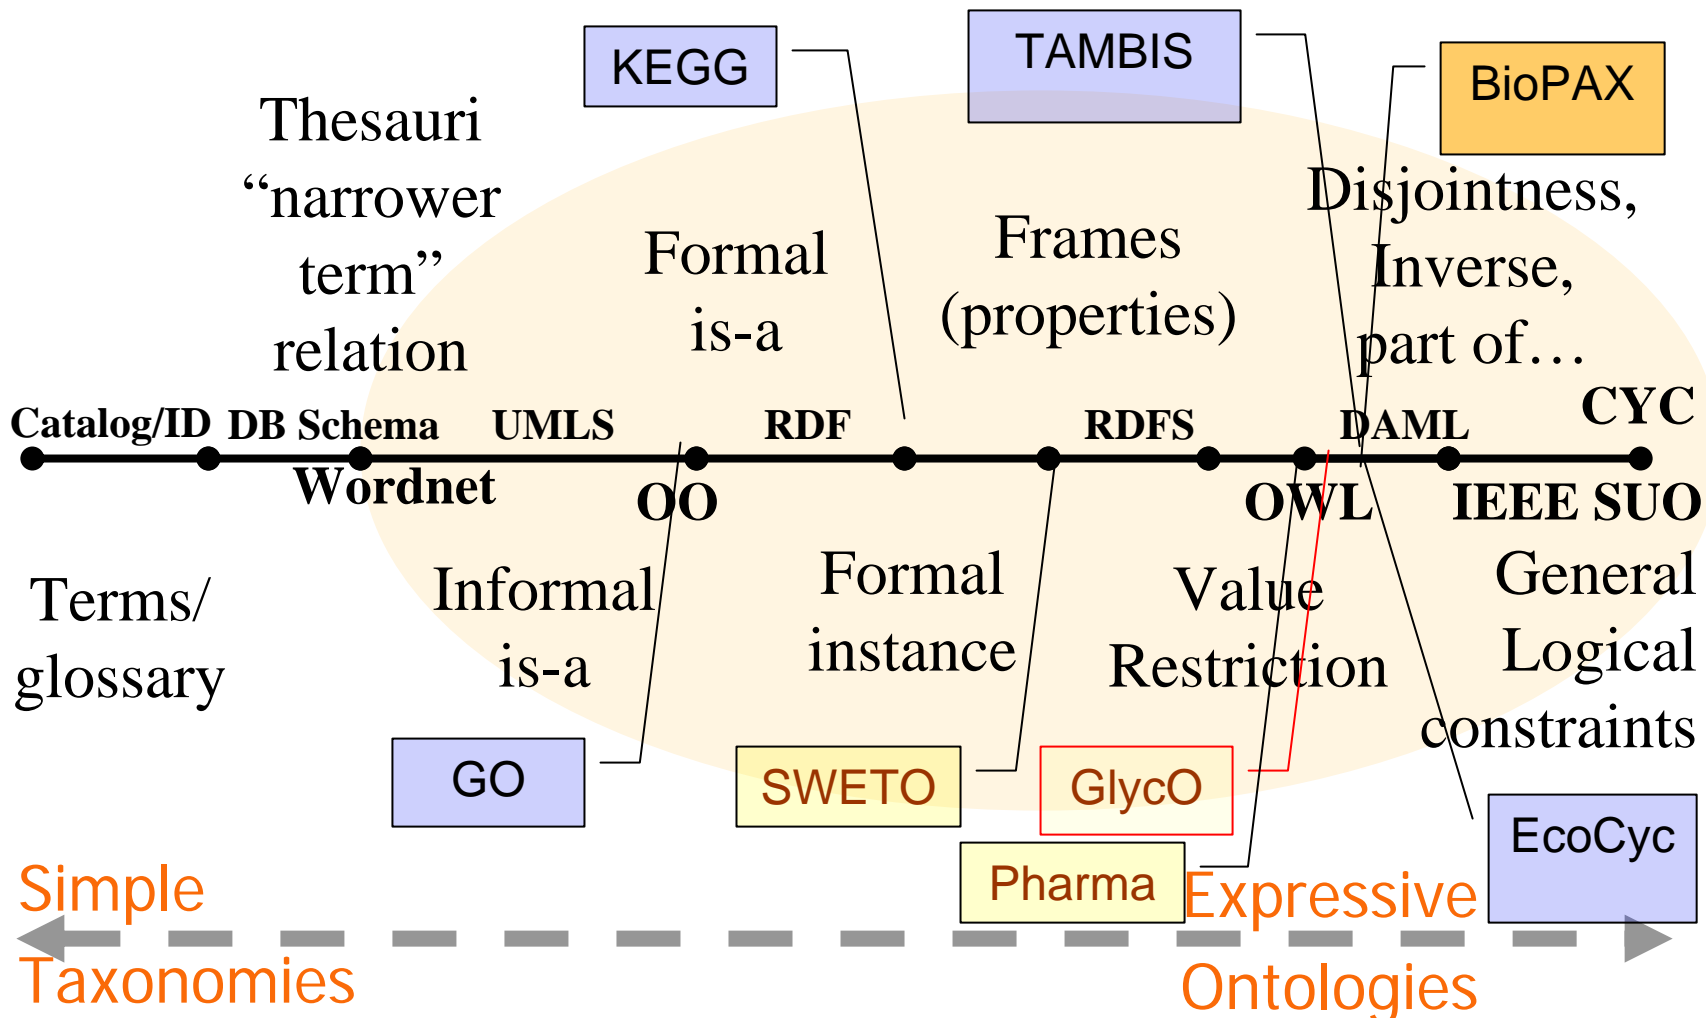 KEGG
TAMBIS
BioPAX
Thesauri
“narrower
term”
relation
Formal
is-a
Frames
(properties)
Disjointness,
Inverse,
part of…
Catalog/ID
DB Schema
UMLS
RDF
RDFS
DAML
CYC
Wordnet
OO
OWL
IEEE SUO
Terms/
glossary
Informal
is-a
Formal
instance
Value
Restriction
General
Logical
constraints
GO
SWETO
GlycO
Pharma
EcoCyc
Simple
Taxonomies
Expressive
Ontologies